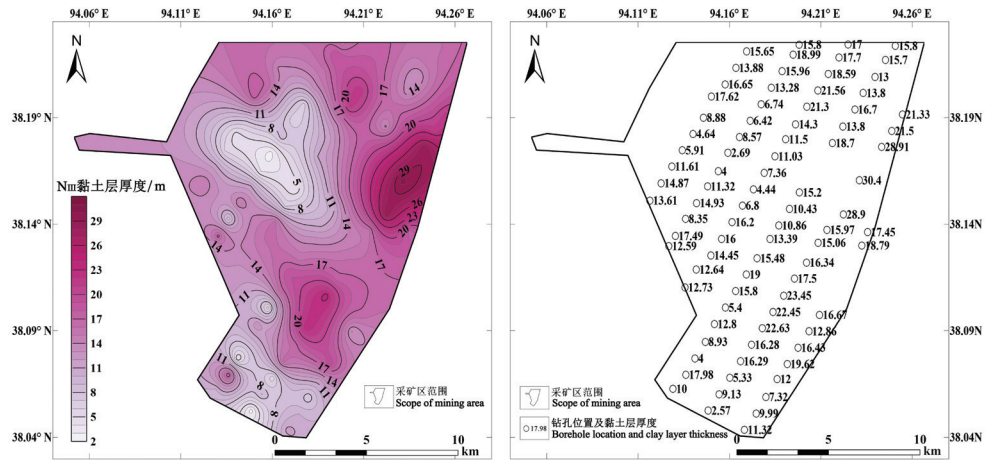 94.06°E 94.11°E 94.16°E 94.21°E 94.26°E
N
38.19°N
38.14°N
38.09°N
38.04°N
NⅢ黏土层厚度/m
29
26
23
20
17
14
11
8
5
2
14
11
8
5
8
11
14
20
17
17
14
20
29
26
23
20
17
14
14
17
11
20
17
14
11
11
8
8
采矿区范围
Scope of mining area
0 5 10
km
94.06°E 94.11°E 94.16°E 94.21°E 94.26°E
N
38.19°N
38.14°N
38.09°N
38.04°N
15.8 17 15.8
15.65 18.99 17.7 15.7
13.88 15.96 18.59 13
16.65 13.28 21.56 13.8
17.62 6.74 21.3 16.7
8.88 6.42 14.3 13.8 21.33
4.64 8.57 11.5 18.7 21.5
5.91 2.69 11.03 28.91
11.61 4 7.36 30.4
14.87 11.32 4.44 15.2
13.61 14.93 6.8 10.43 28.9
8.35 16.2 10.86 15.97 17.45
17.49 16 13.39 15.06 18.79
12.59 14.45 15.48 16.34
12.64 19 17.5
12.73 15.8 23.45
5.4 22.45 16.67
12.8 22.63 12.86
8.93 16.28 16.43
4 16.29 19.62
17.98 5.33 12
10 9.13 7.32
2.57 9.99
11.32
采矿区范围
Scope of mining area
17.98 钻孔位置及黏土层厚度
Borehole location and clay layer thickness
0 5 10
km